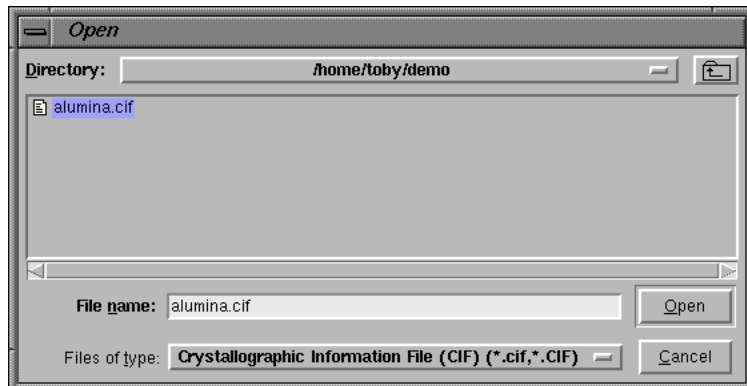 Open
Directory: /home/toby/demo
alumina.cif
File name: alumina.cif Open
Files of type: Crystallographic Information File (CIF) (*.cif,*.CIF) Cancel